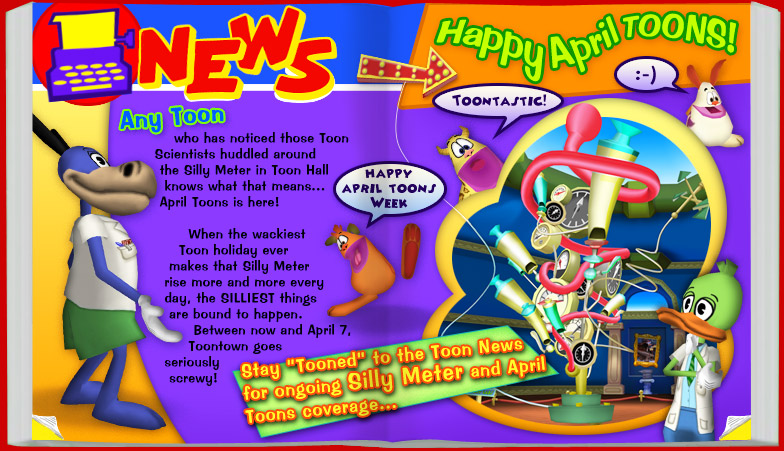 NEWS
Any Toon
who has noticed those Toon
Scientists huddled around
the Silly Meter in Toon Hall
knows what that means...
April Toons is here!
When the wackiest
Toon holiday ever
makes that Silly Meter
rise more and more every
day, the SILLIEST things
are bound to happen.
Between now and April 7,
Toontown goes
seriously
screwy!
Happy April TOONS!
:-)
TOONTASTIC!
HAPPY
APRIL TOONS
WEEK
Stay "Tooned" to the Toon News
for ongoing Silly Meter and April
Toons coverage...